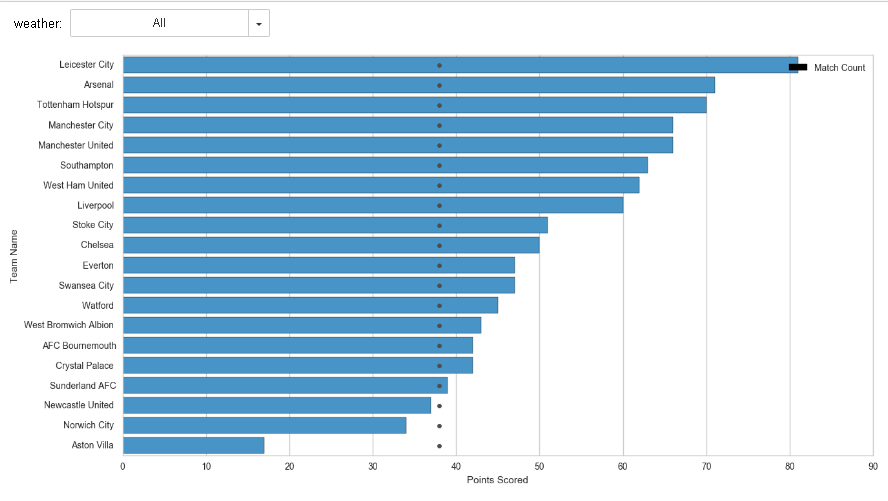 weather: All
Match Count
Team Name
Leicester City
Arsenal
Tottenham Hotspur
Manchester City
Manchester United
Southampton
West Ham United
Liverpool
Stoke City
Chelsea
Everton
Swansea City
Watford
West Bromwich Albion
AFC Bournemouth
Crystal Palace
Sunderland AFC
Newcastle United
Norwich City
Aston Villa
0 10 20 30 40 50 60 70 80 90
Points Scored